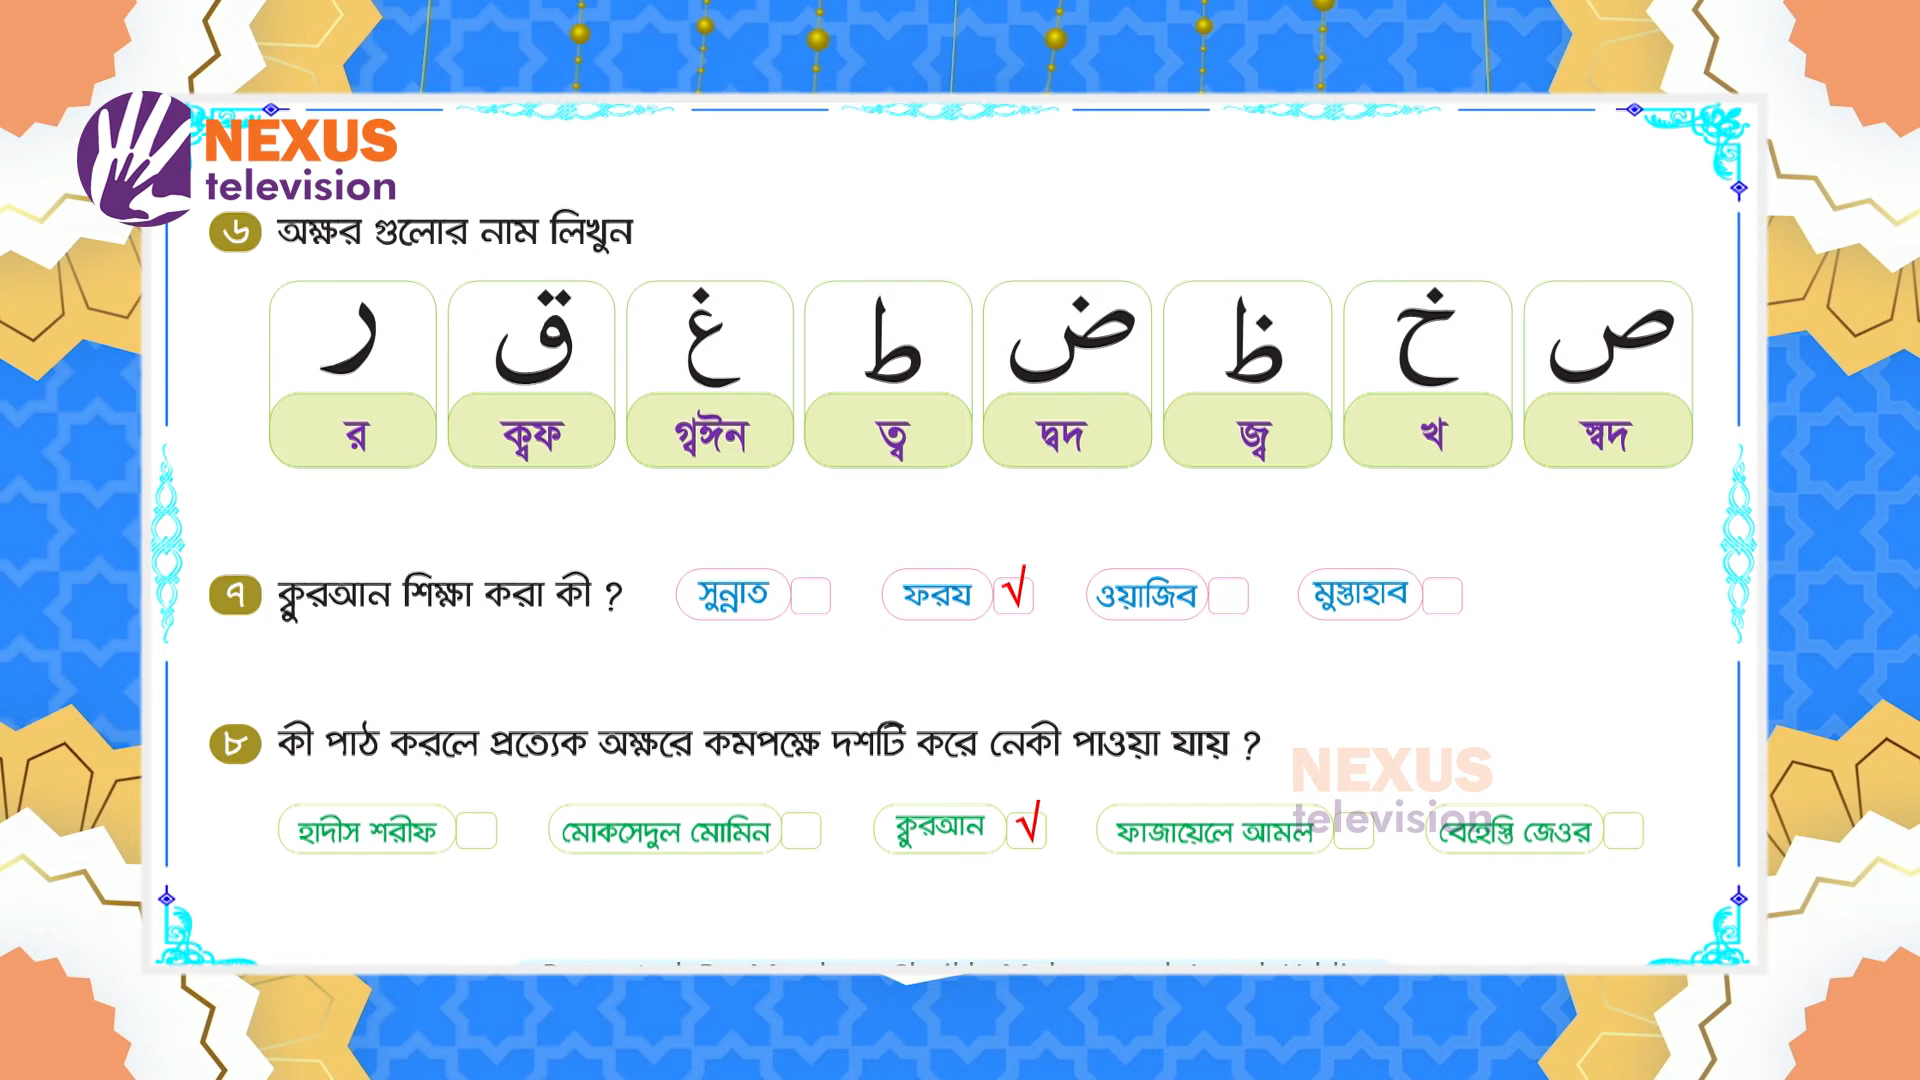 NEXUS
television
৬ অক্ষর গুলোর নাম লিখুন
ر ق غ ط ض ظ خ ص
র ক্বফ গ্বঈন ত্ব দ্বদ জ্ব খ স্বদ
৭ ক্বুরআন শিক্ষা করা কী ? সুন্নাত ফরয √ ওয়াজিব মুস্তাহাব
৮ কী পাঠ করলে প্রত্যেক অক্ষরে কমপক্ষে দশটি করে নেকী পাওয়া যায় ?
NEXUS
television
হাদীস শরীফ মোকসেদুল মোমিন ক্বুরআন √ ফাজায়েলে আমল বেহেস্তি জেওর